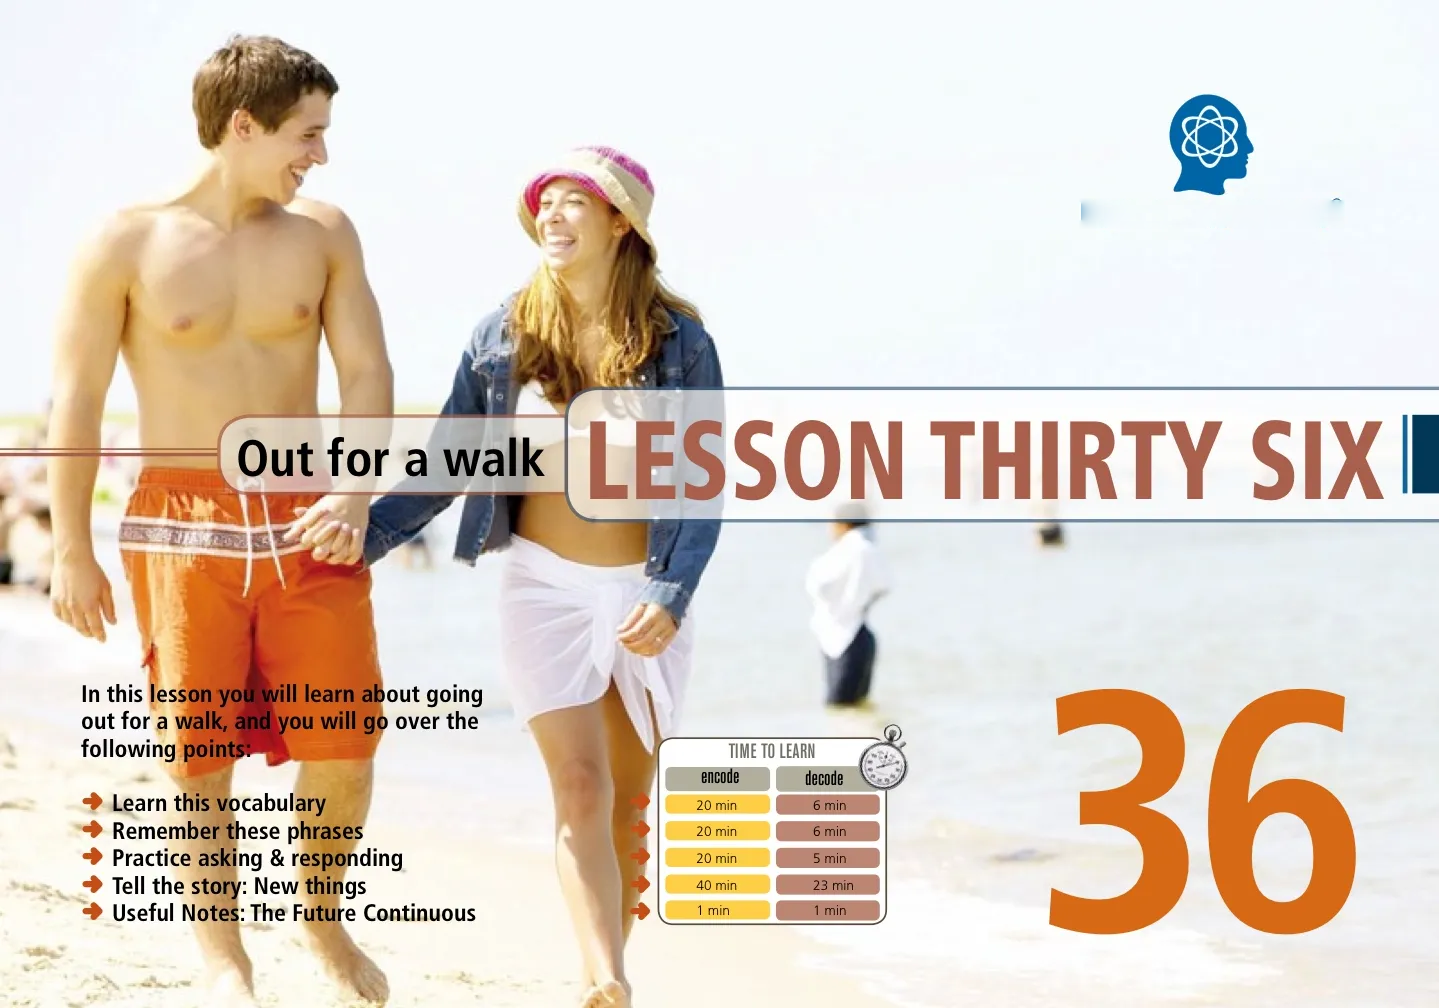 Out for a walk
LESSON THIRTY SIX
In this lesson you will learn about going
out for a walk, and you will go over the
following points:
Learn this vocabulary
Remember these phrases
Practice asking & responding
Tell the story: New things
Useful Notes: The Future Continuous
TIME TO LEARN
encode decode
20 min 6 min
20 min 6 min
20 min 5 min
40 min 23 min
1 min 1 min
36